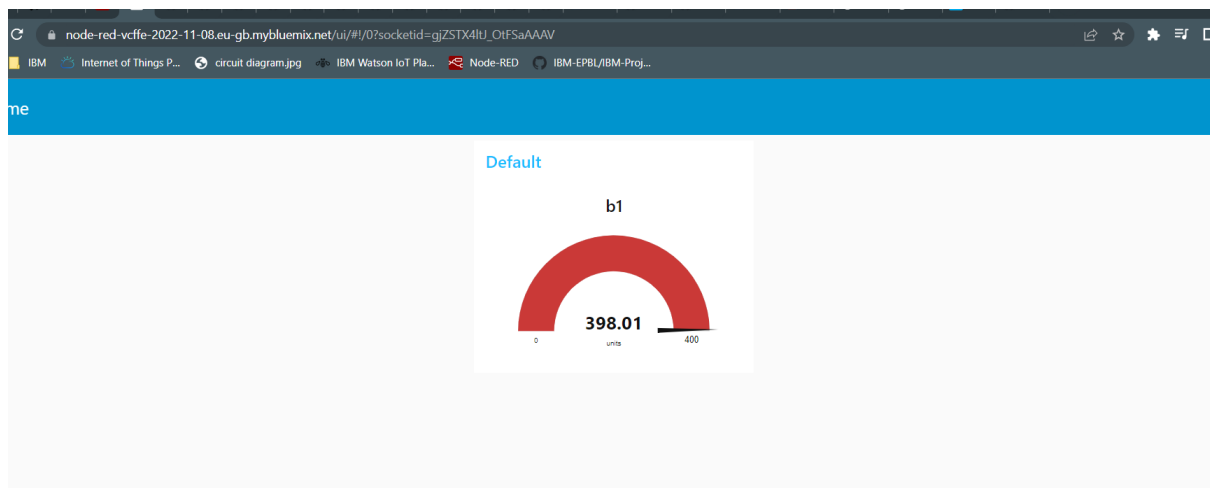 node-red-vcffe-2022-11-08.eu-gb.mybluemix.net/ui/#!/0?socketid=gjZSTX4ltJ_OtFSaAAAV
IBM Internet of Things P... circuit diagram.jpg IBM Watson IoT Pla... Node-RED IBM-EPBL/IBM-Proj...
me
Default
b1
398.01
0 units 400